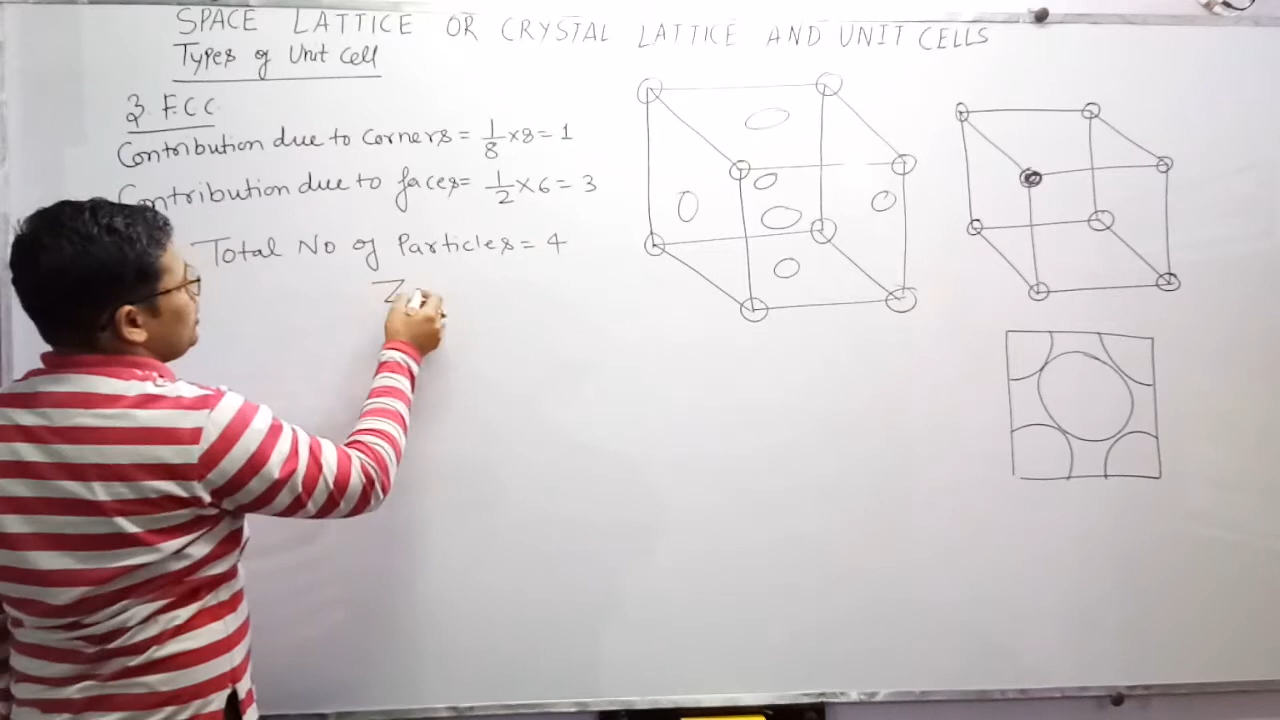 SPACE LATTICE OR CRYSTAL LATTICE AND UNIT CELLS
Types of Unit cell
3. F.C.C
Contribution due to corners = 1/8 × 8 = 1
Contribution due to faces = 1/2 × 6 = 3
Total No of Particles = 4
Z